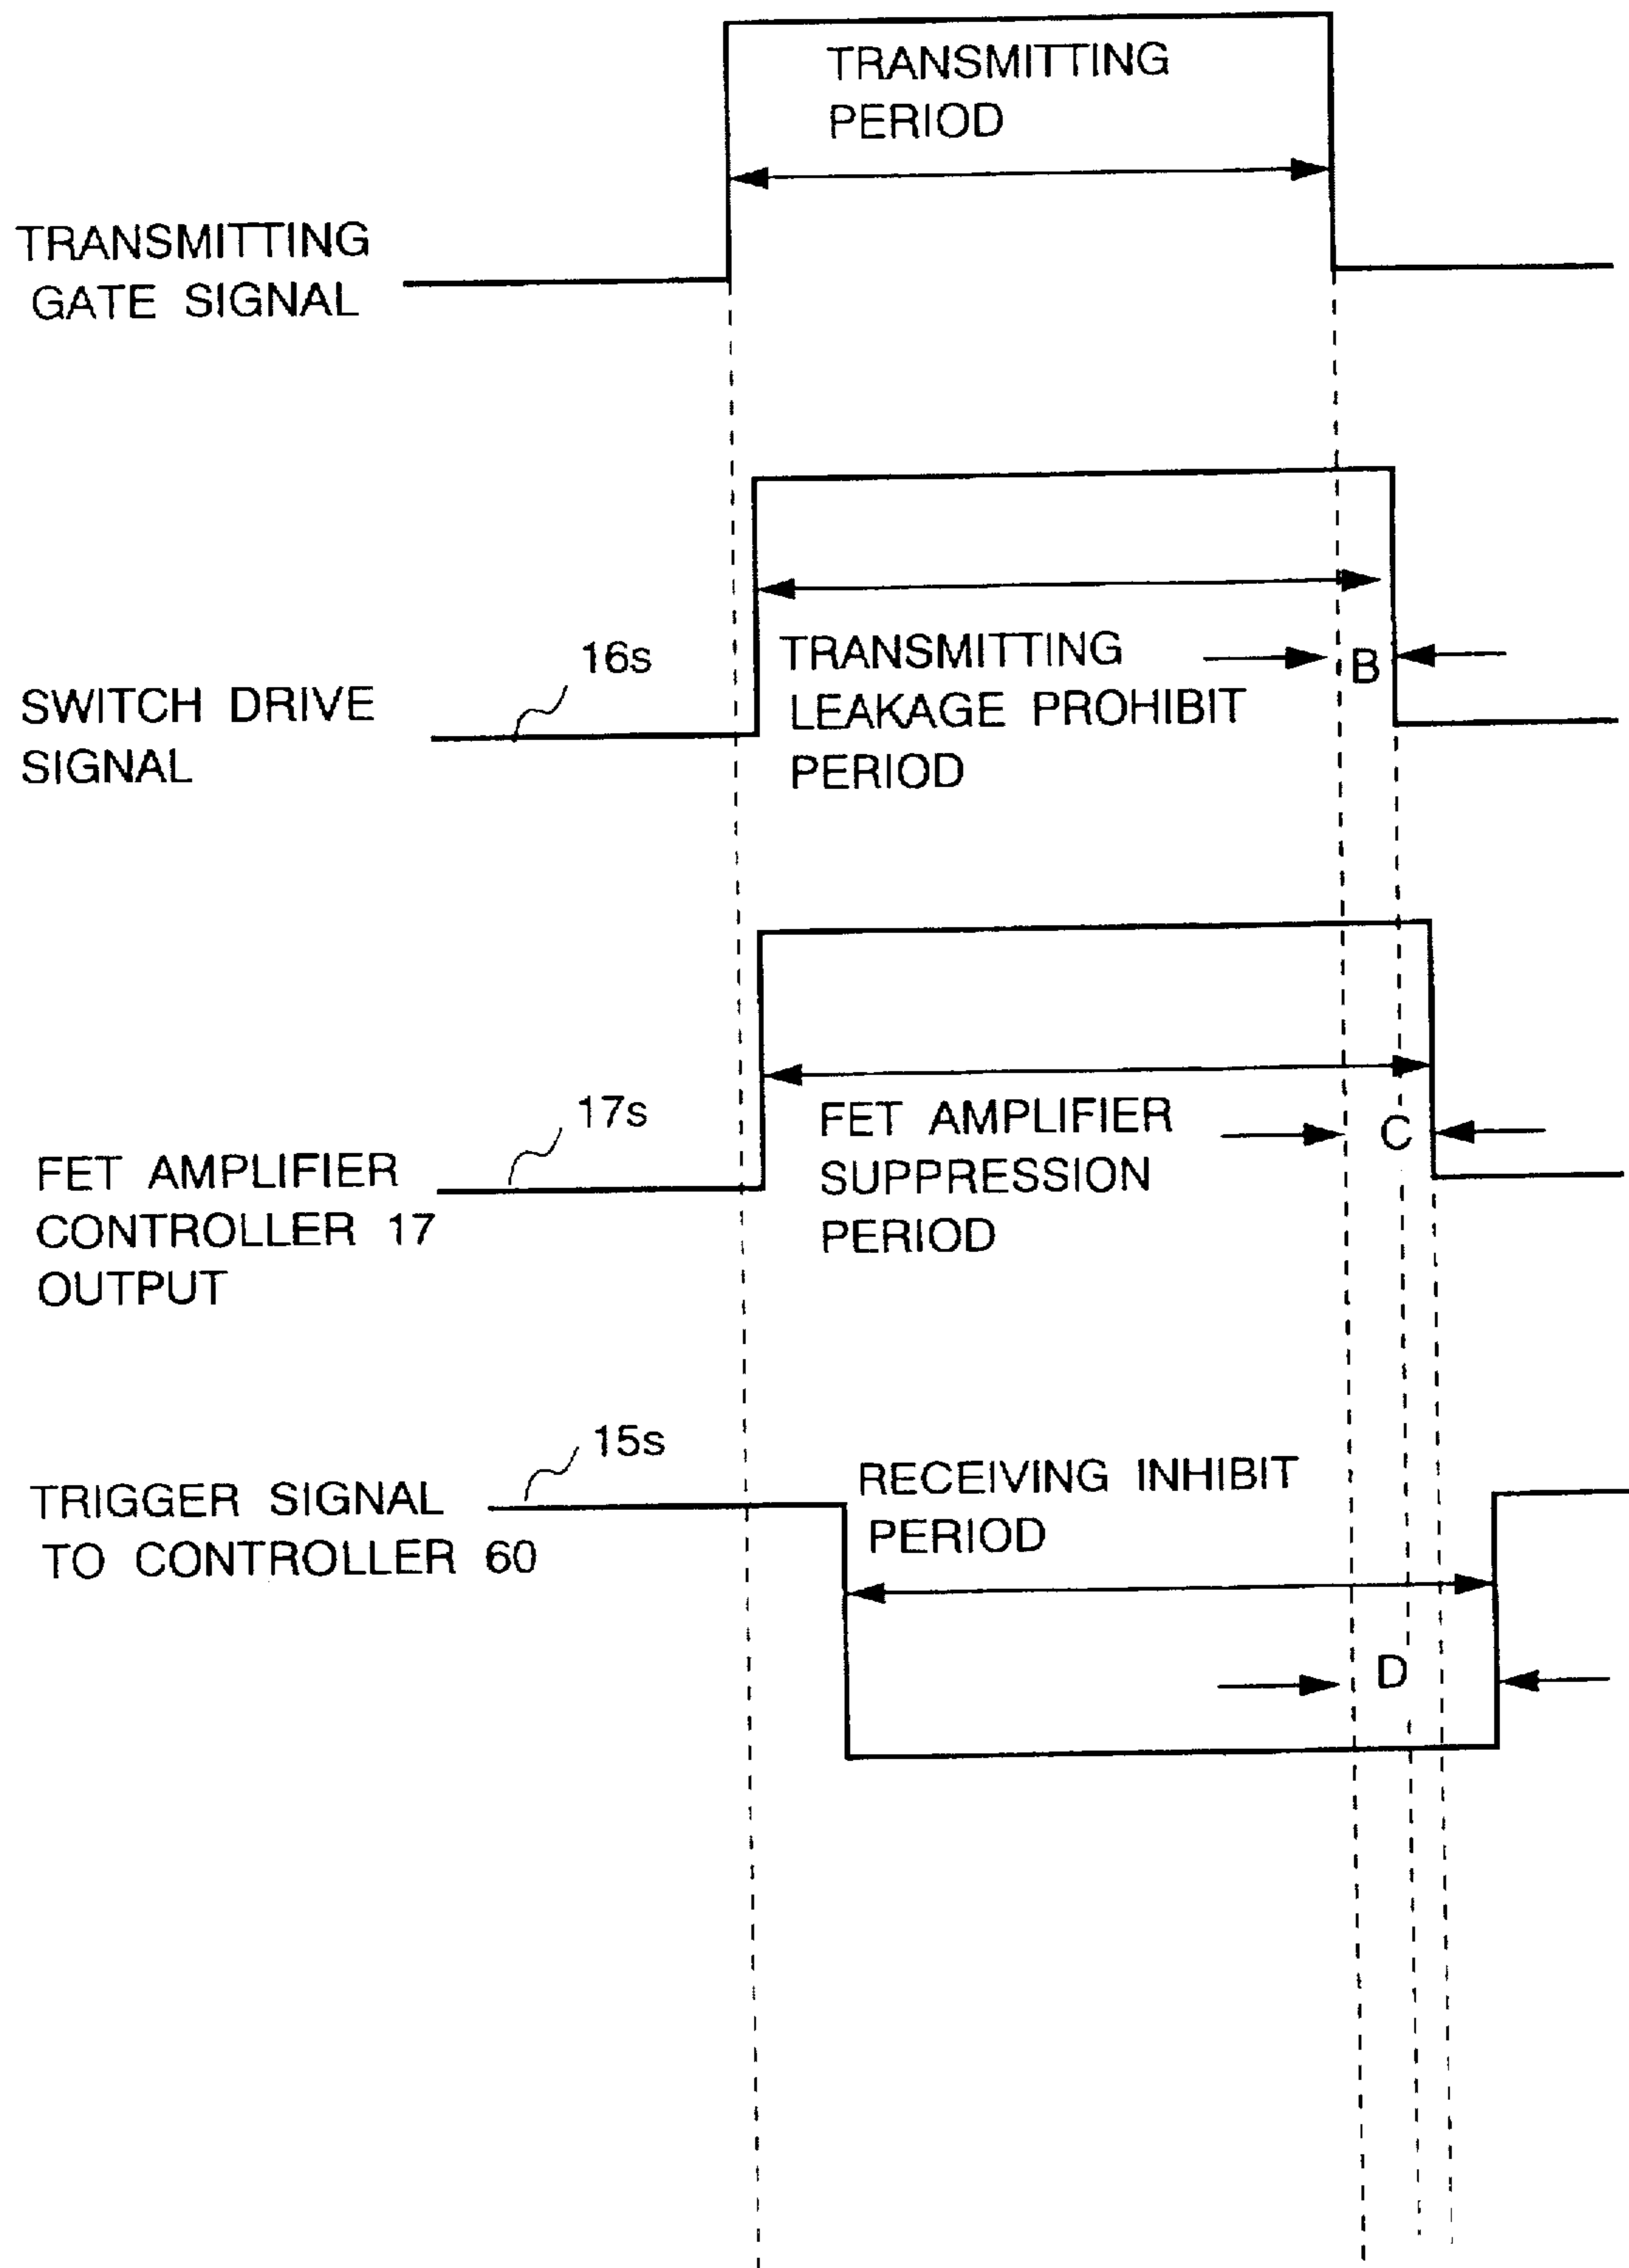 TRANSMITTING
PERIOD
TRANSMITTING
GATE SIGNAL
16s
SWITCH DRIVE
SIGNAL
TRANSMITTING
LEAKAGE PROHIBIT
PERIOD
B
17s
FET AMPLIFIER
CONTROLLER 17
OUTPUT
FET AMPLIFIER
SUPPRESSION
PERIOD
C
15s
TRIGGER SIGNAL
TO CONTROLLER 60
RECEIVING INHIBIT
PERIOD
D